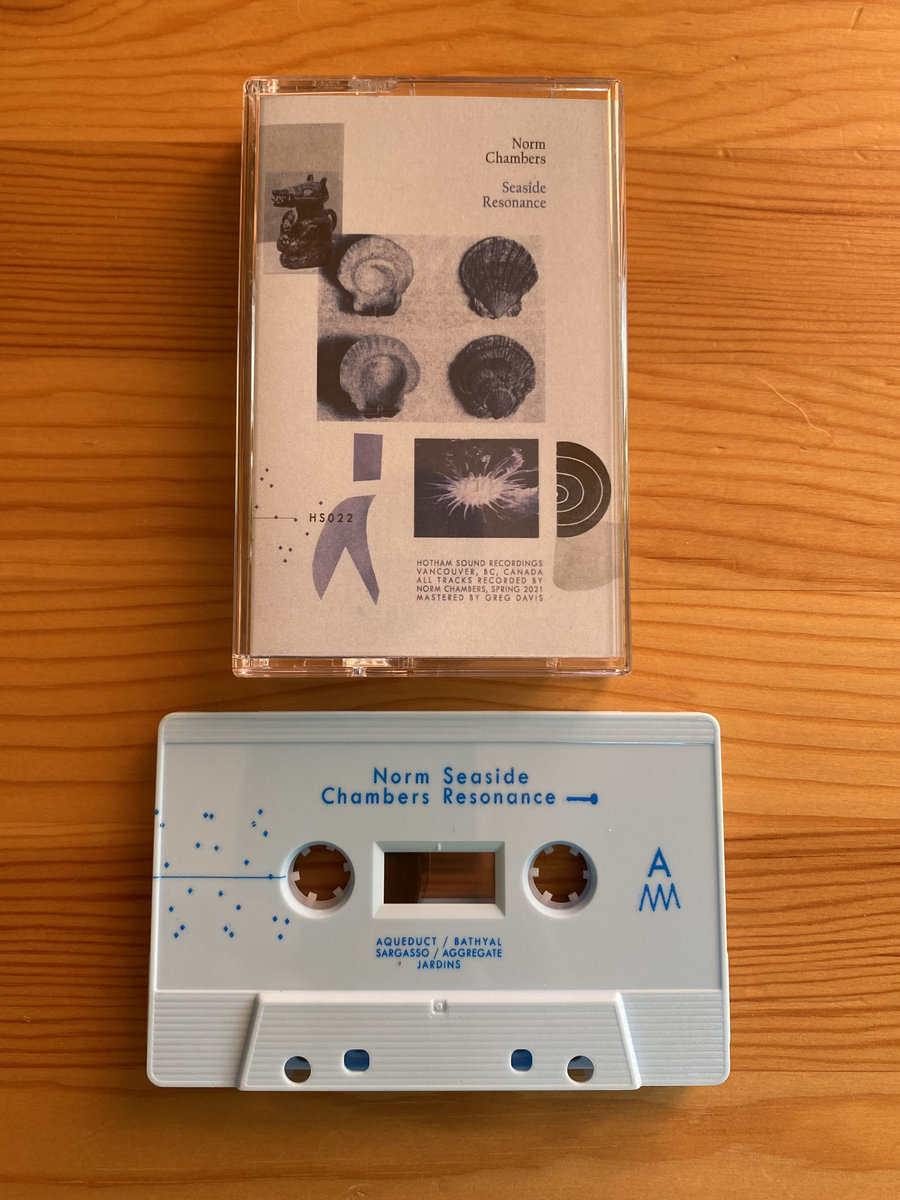 Norm
Chambers
Seaside
Resonance
HS022
HOTHAM SOUND RECORDINGS
VANCOUVER, BC, CANADA
ALL TRACKS RECORDED BY
NORM CHAMBERS, SPRING 2021
MASTERED BY GREG DAVIS
Norm Seaside
Chambers Resonance
A
AQUEDUCT / BATHYAL
SARGASSO / AGGREGATE
JARDINS